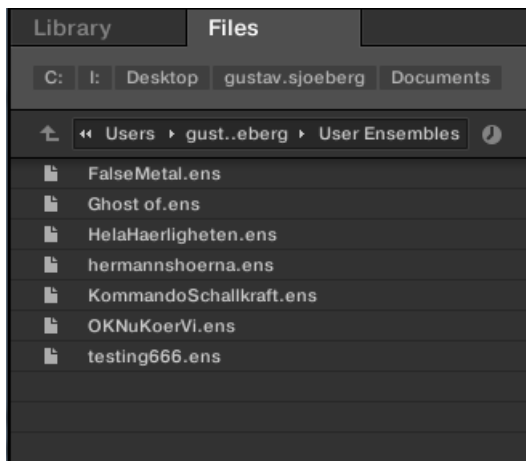 Library Files
C: I: Desktop gustav.sjoeberg Documents
Users gust..eberg User Ensembles
FalseMetal.ens
Ghost of.ens
HelaHaerligheten.ens
hermannshoerna.ens
KommandoSchallkraft.ens
OKNuKoerVi.ens
testing666.ens